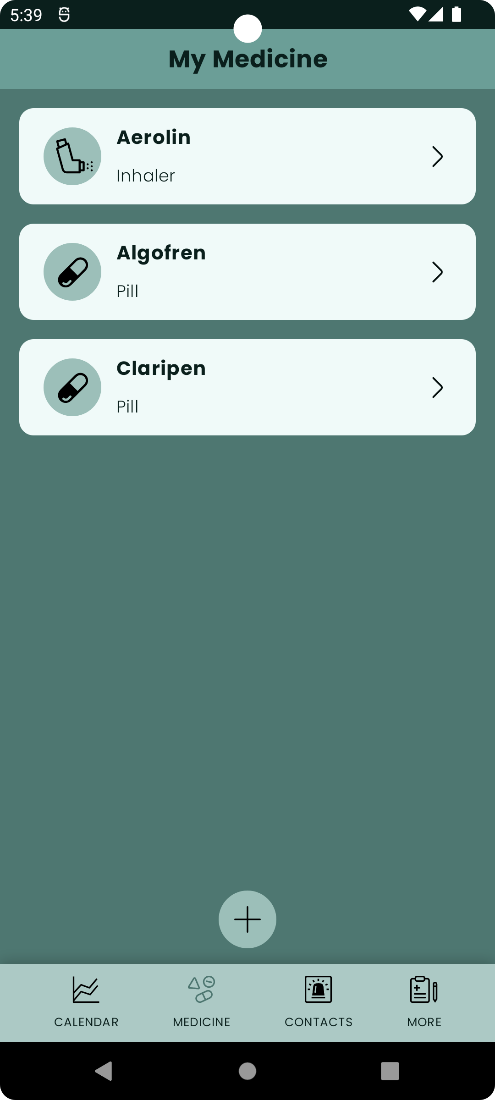 5:39
My Medicine
Aerolin
Inhaler
Algofren
Pill
Claripen
Pill
CALENDAR
MEDICINE
CONTACTS
MORE